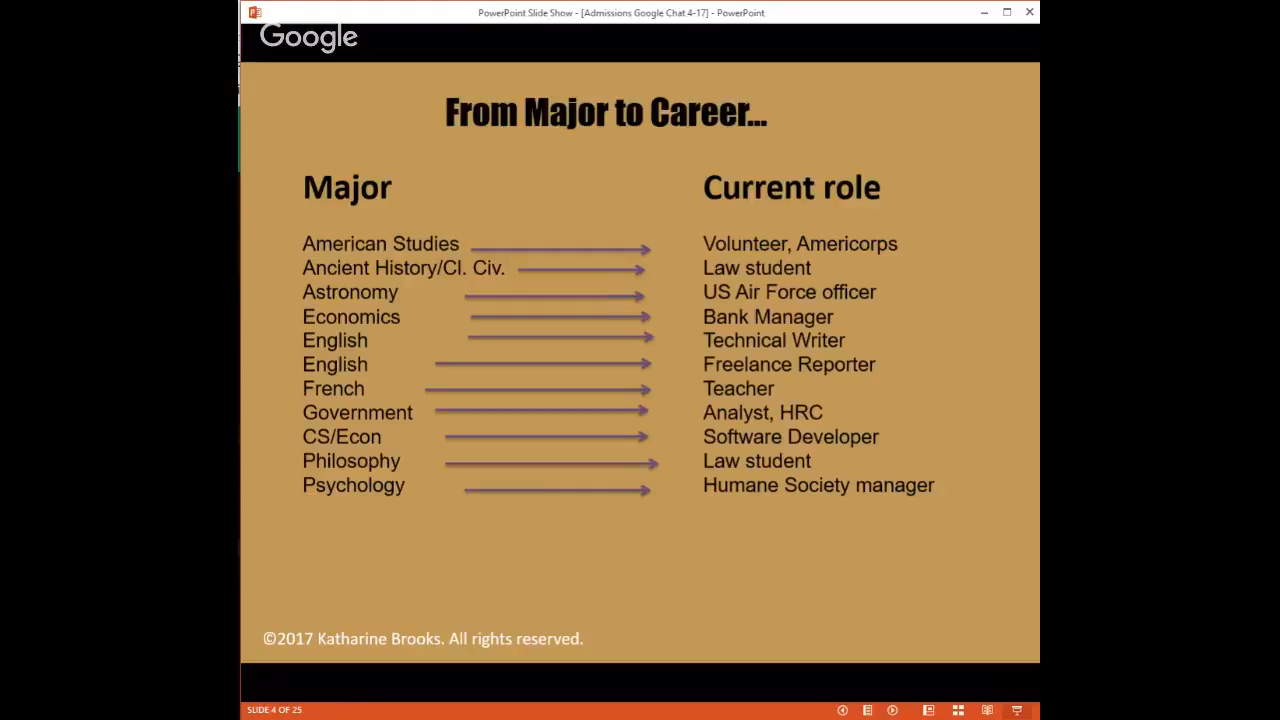 PowerPoint Slide Show - [Admissions Google Chat 4-17] - PowerPoint
Google
From Major to Career...
Major
Current role
American Studies
Volunteer, Americorps
Ancient History/Cl. Civ.
Law student
Astronomy
US Air Force officer
Economics
Bank Manager
English
Technical Writer
English
Freelance Reporter
French
Teacher
Government
Analyst, HRC
CS/Econ
Software Developer
Philosophy
Law student
Psychology
Humane Society manager
©2017 Katharine Brooks. All rights reserved.
SLIDE 4 OF 25